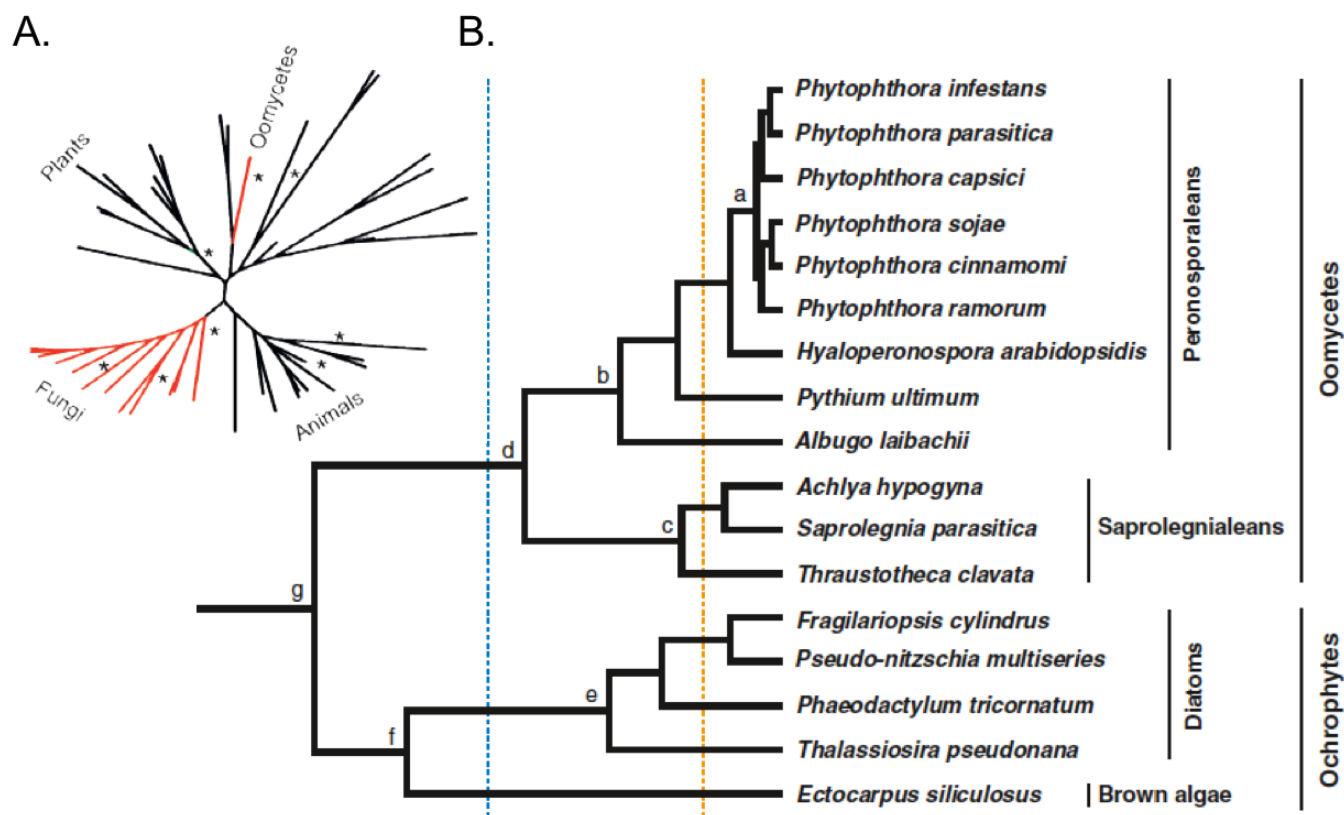 A.
Plants
Oomycetes
*
*
*
*
*
*
*
*
Fungi
Animals
B.
Phytophthora infestans
Phytophthora parasitica
Phytophthora capsici
a
Phytophthora sojae
Phytophthora cinnamomi
Phytophthora ramorum
Hyaloperonospora arabidopsidis
b
Pythium ultimum
Albugo laibachii
d
Achlya hypogyna
c
Saprolegnia parasitica
Thraustotheca clavata
g
Fragilariopsis cylindrus
Pseudo-nitzschia multiseries
e
Phaeodactylum tricornatum
f
Thalassiosira pseudonana
Ectocarpus siliculosus
Peronosporaleans
Saprolegnialeans
Diatoms
Brown algae
Oomycetes
Ochrophytes